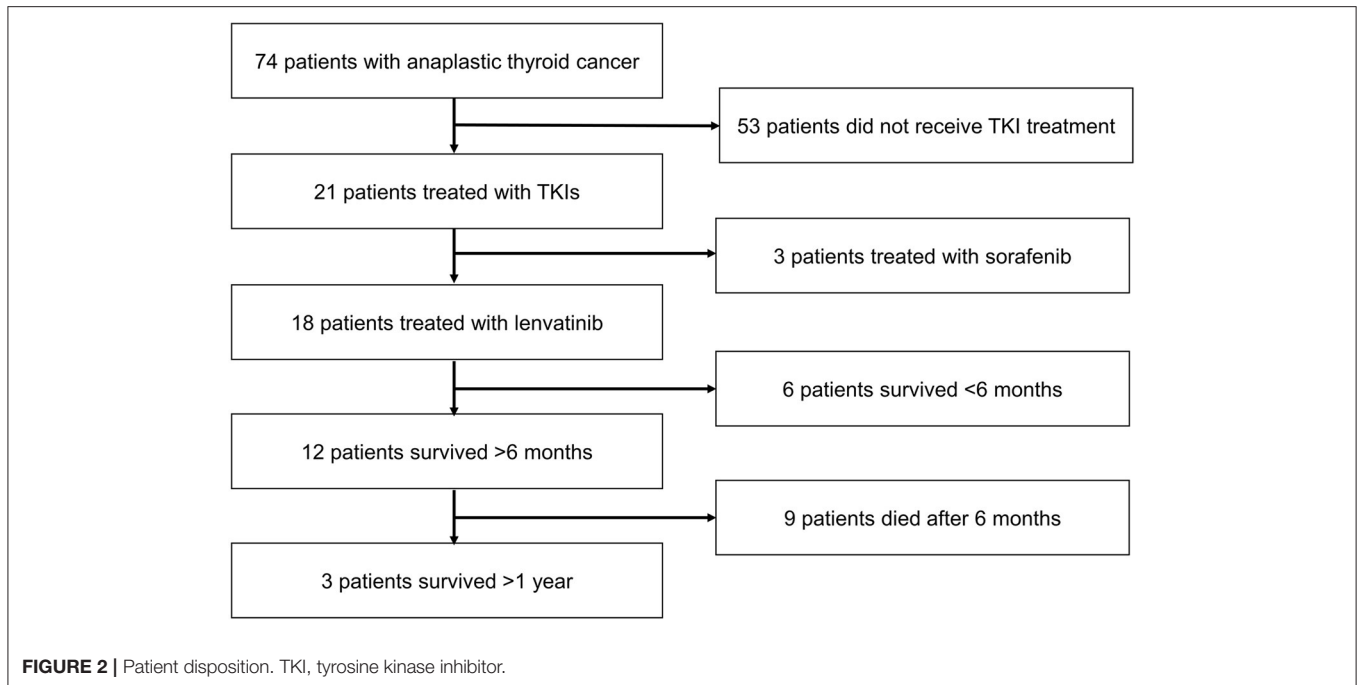 74 patients with anaplastic thyroid cancer
53 patients did not receive TKI treatment
21 patients treated with TKIs
3 patients treated with sorafenib
18 patients treated with lenvatinib
6 patients survived <6 months
12 patients survived >6 months
9 patients died after 6 months
3 patients survived >1 year
FIGURE 2 | Patient disposition. TKI, tyrosine kinase inhibitor.